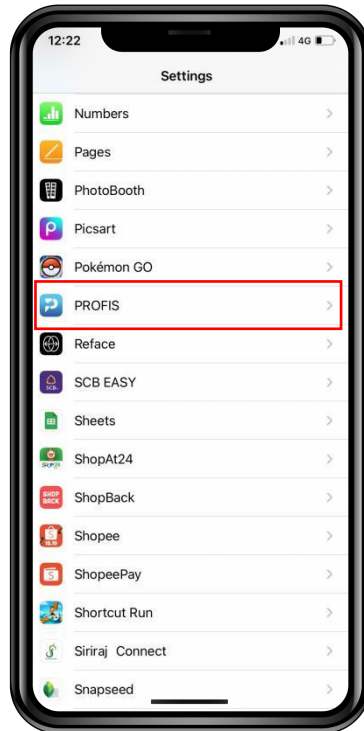 12:22
4G
Settings
Numbers
Pages
PhotoBooth
Picsart
Pokémon GO
PROFIS
Reface
SCB EASY
Sheets
ShopAt24
ShopBack
Shopee
ShopeePay
Shortcut Run
Siriraj Connect
Snapseed